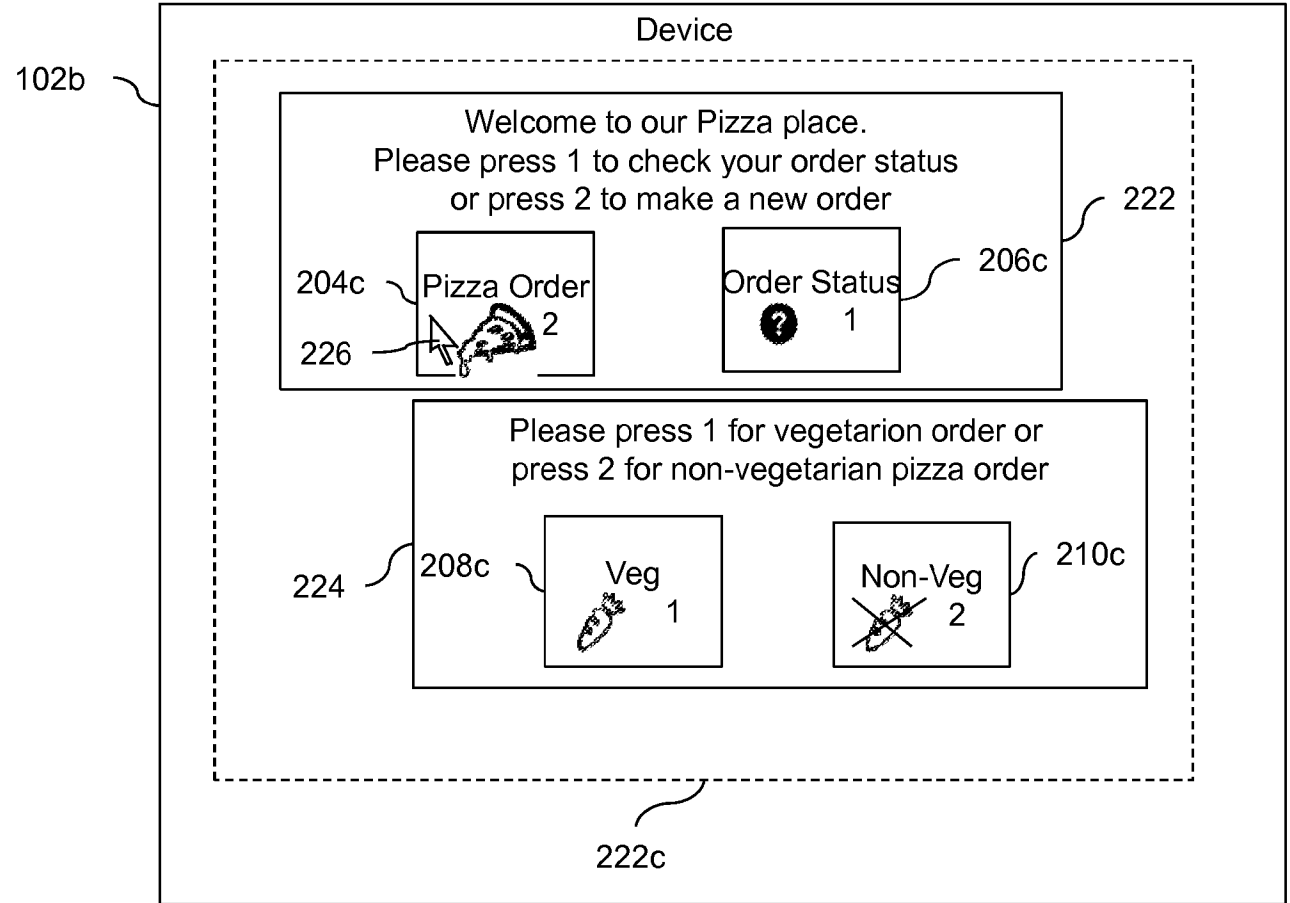 Device
102b
Welcome to our Pizza place.
Please press 1 to check your order status
or press 2 to make a new order
222
204c
Pizza Order
2
226
Order Status
?
1
206c
Please press 1 for vegetarion order or
press 2 for non-vegetarian pizza order
224
208c
Veg
1
Non-Veg
2
210c
222c